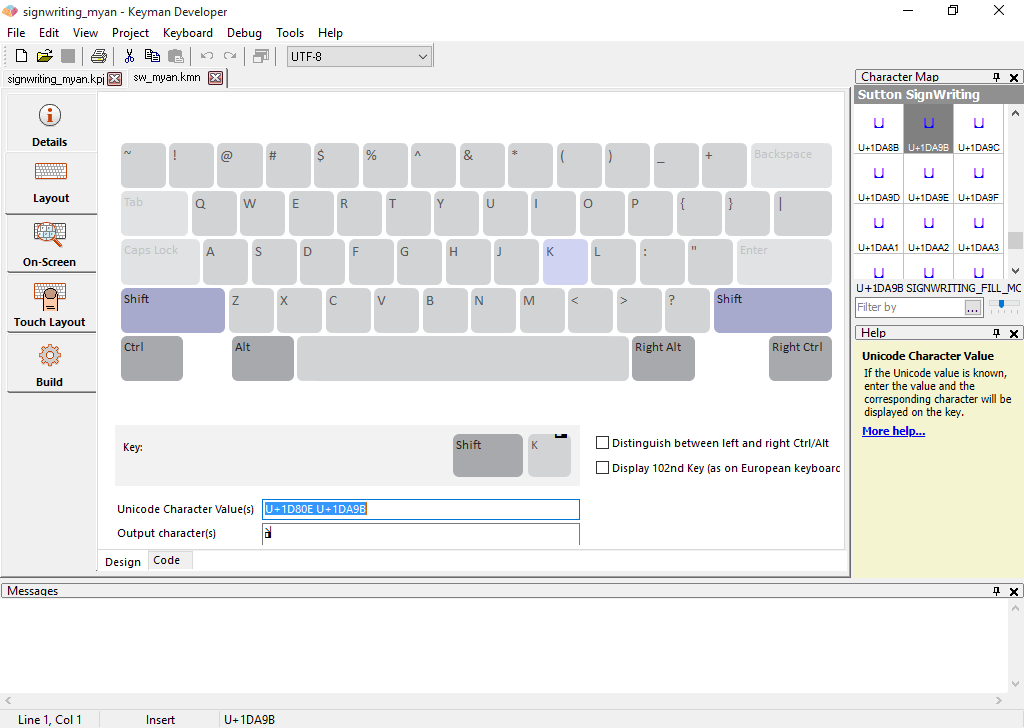 signwriting_myan - Keyman Developer
File Edit View Project Keyboard Debug Tools Help
UTF-8
signwriting_myan.kpj sw_myan.kmn
Details
Layout
On-Screen
Touch Layout
Build
~ ! @ # $ % ^ & * ( ) _ + Backspace
Tab Q W E R T Y U I O P { } |
Caps Lock A S D F G H J K L : " Enter
Shift Z X C V B N M < > ? Shift
Ctrl Alt Right Alt Right Ctrl
Key:
Shift K
Distinguish between left and right Ctrl/Alt
Display 102nd Key (as on European keyboard
Unicode Character Value(s) U+1D80E U+1DA9B
Output character(s)
Design Code
Character Map
Sutton SignWriting
U+1DA8B U+1DA9B U+1DA9C
U+1DA9D U+1DA9E U+1DA9F
U+1DAA1 U+1DAA2 U+1DAA3
U+1DA9B SIGNWRITING_FILL_MO
Filter by ...
Help
Unicode Character Value
If the Unicode value is known,
enter the value and the
corresponding character will be
displayed on the key.
More help...
Messages
Line 1, Col 1 Insert U+1DA9B